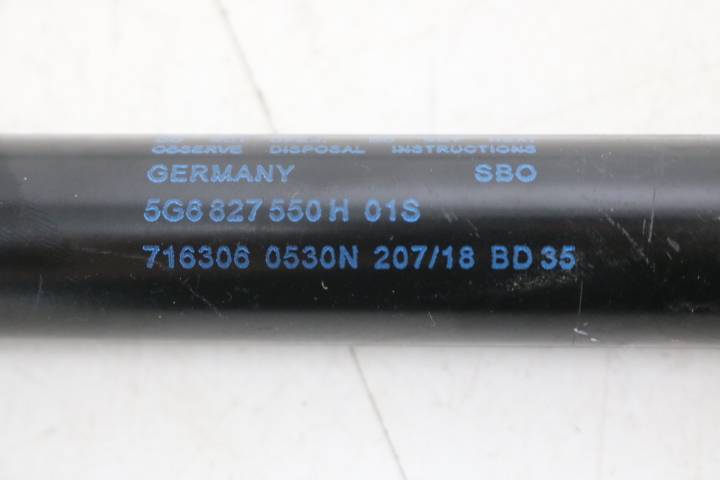 OBSERVE DISPOSAL INSTRUCTIONS
GERMANY SBO
5G6 827 550 H 01S
716306 0530N 207/18 BD 35